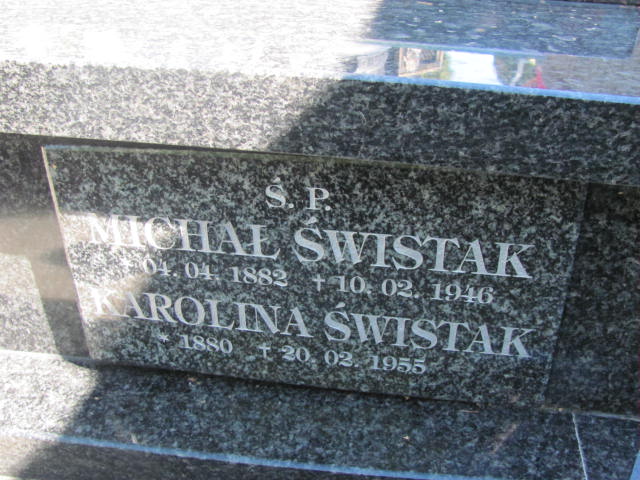 Ś. P.
MICHAŁ ŚWISTAK
* 04. 04. 1882 † 10. 02. 1946
KAROLINA ŚWISTAK
* 1880 † 20. 02. 1955